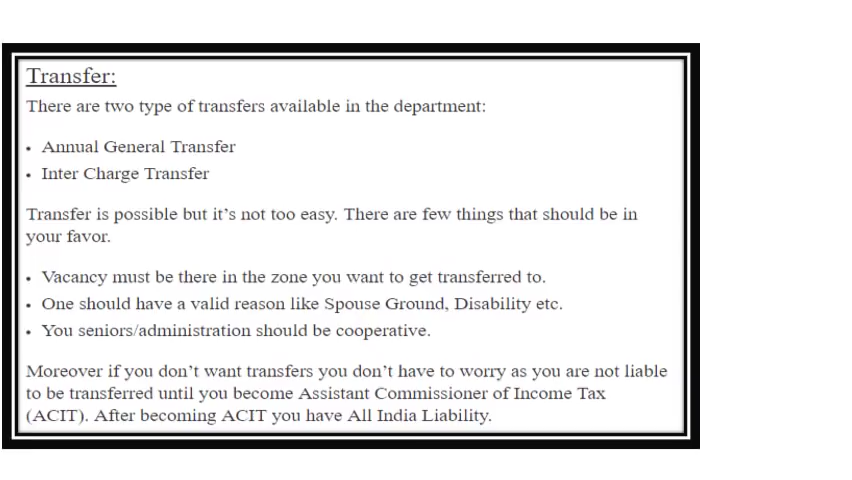 Transfer:
There are two type of transfers available in the department:
• Annual General Transfer
• Inter Charge Transfer
Transfer is possible but it's not too easy. There are few things that should be in
your favor.
• Vacancy must be there in the zone you want to get transferred to.
• One should have a valid reason like Spouse Ground, Disability etc.
• You seniors/administration should be cooperative.
Moreover if you don't want transfers you don't have to worry as you are not liable
to be transferred until you become Assistant Commissioner of Income Tax
(ACIT). After becoming ACIT you have All India Liability.